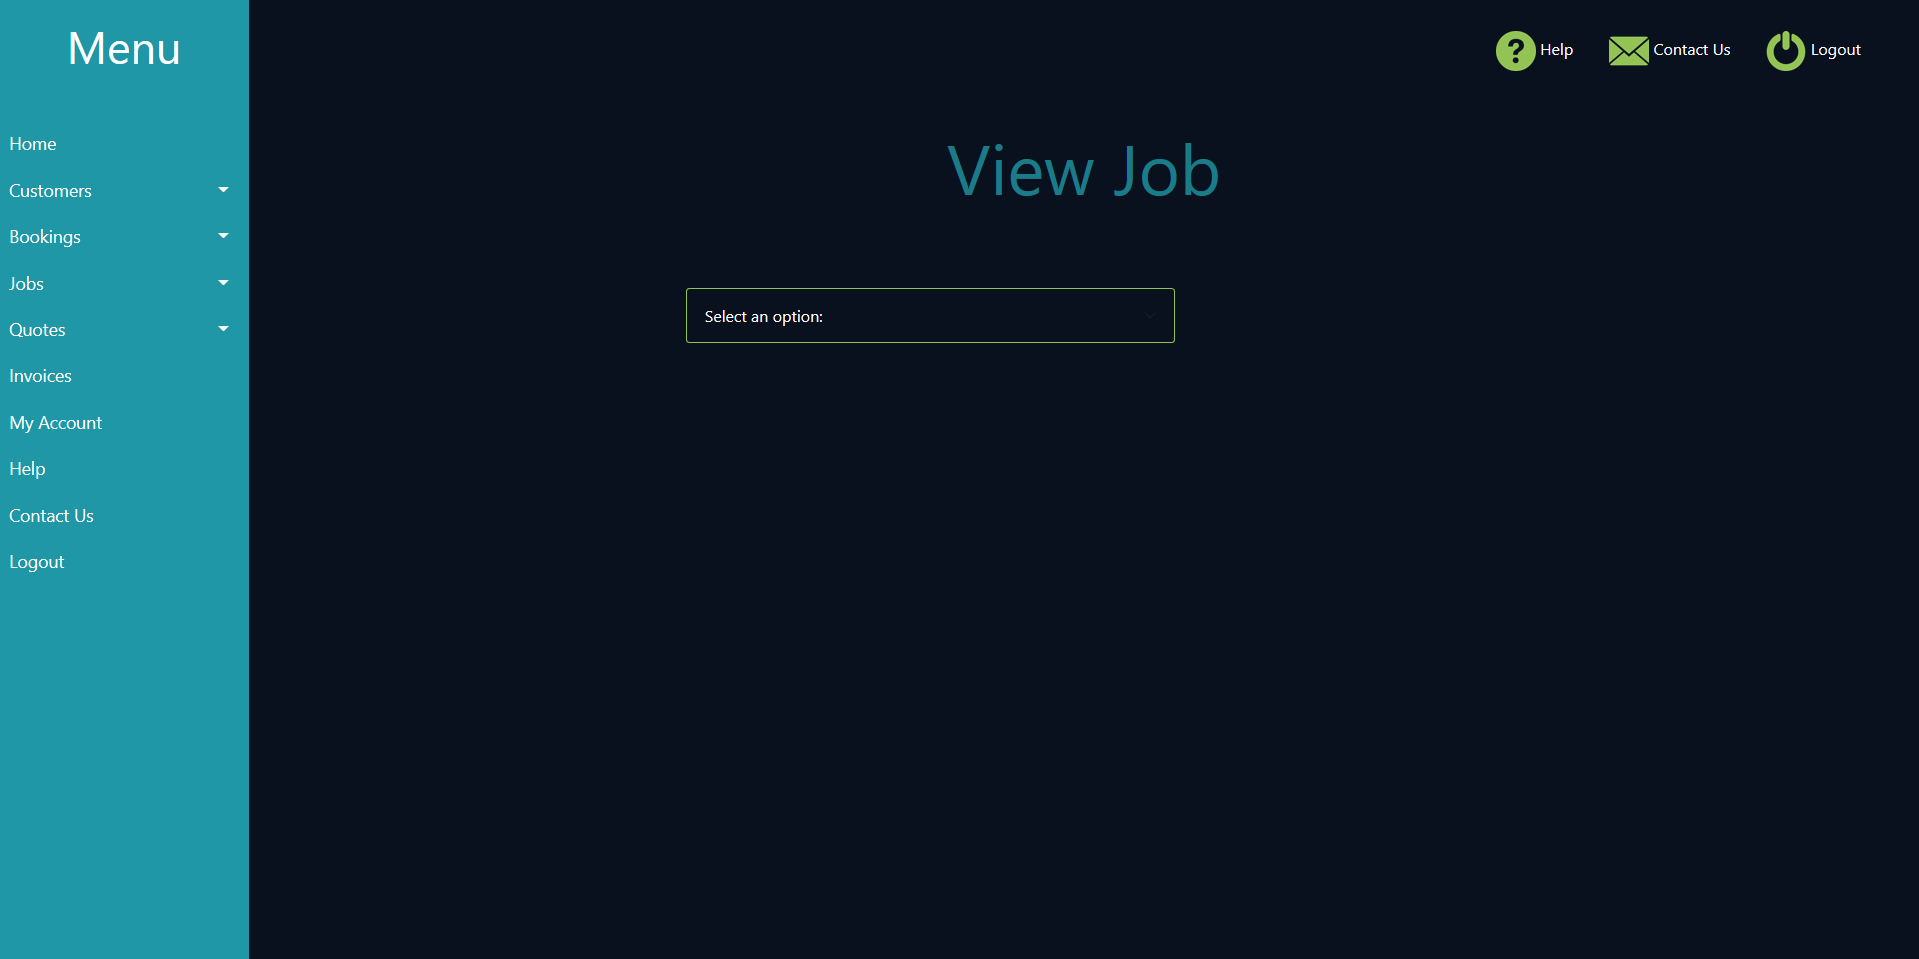 Menu
Help
Contact Us
Logout
Home
Customers
Bookings
Jobs
Quotes
Invoices
My Account
Help
Contact Us
Logout
View Job
Select an option: